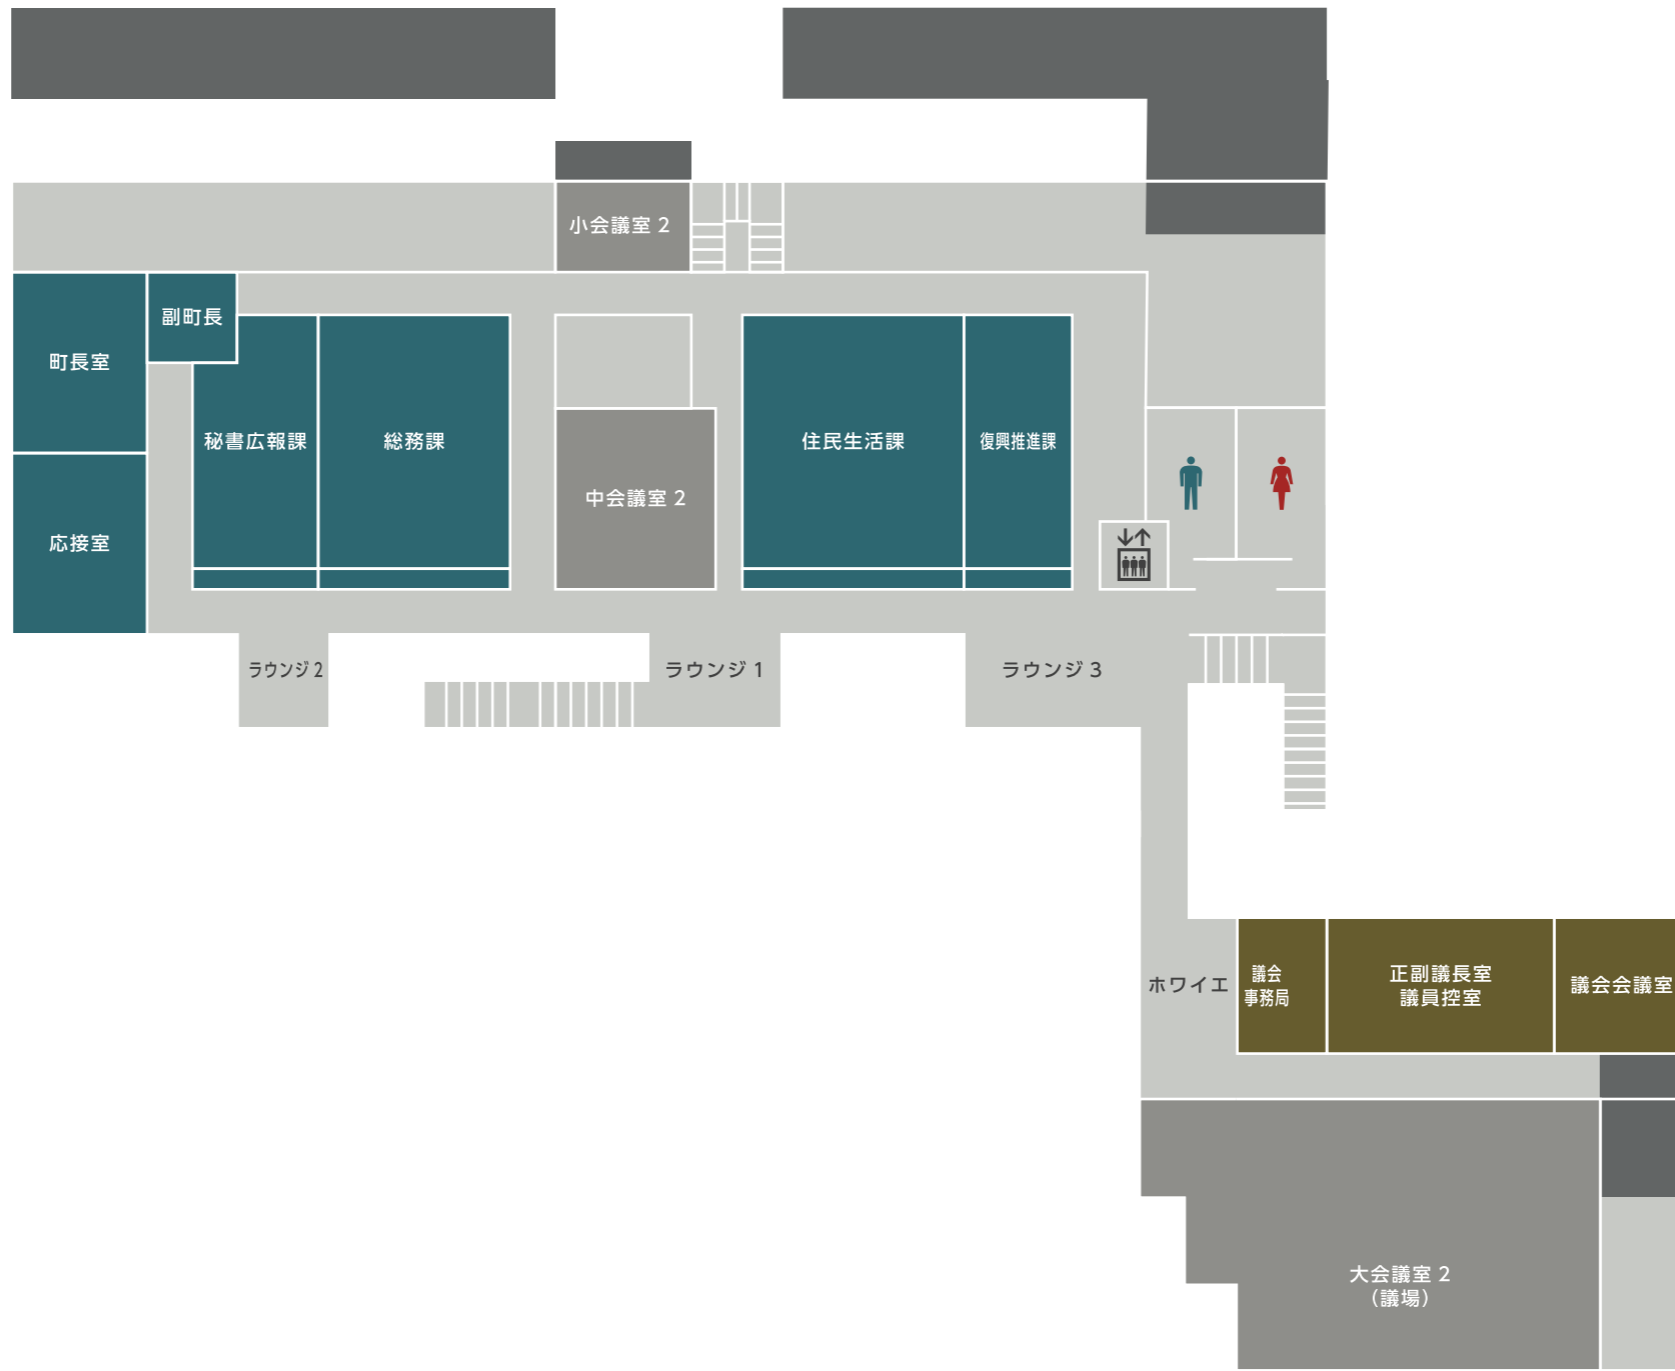 小会議室 2
副町長
町長室
秘書広報課
総務課
住民生活課
復興推進課
中会議室 2
応接室
ラウンジ 2
ラウンジ 1
ラウンジ 3
ホワイエ
議会
事務局
正副議長室
議員控室
議会会議室
大会議室 2
(議場)